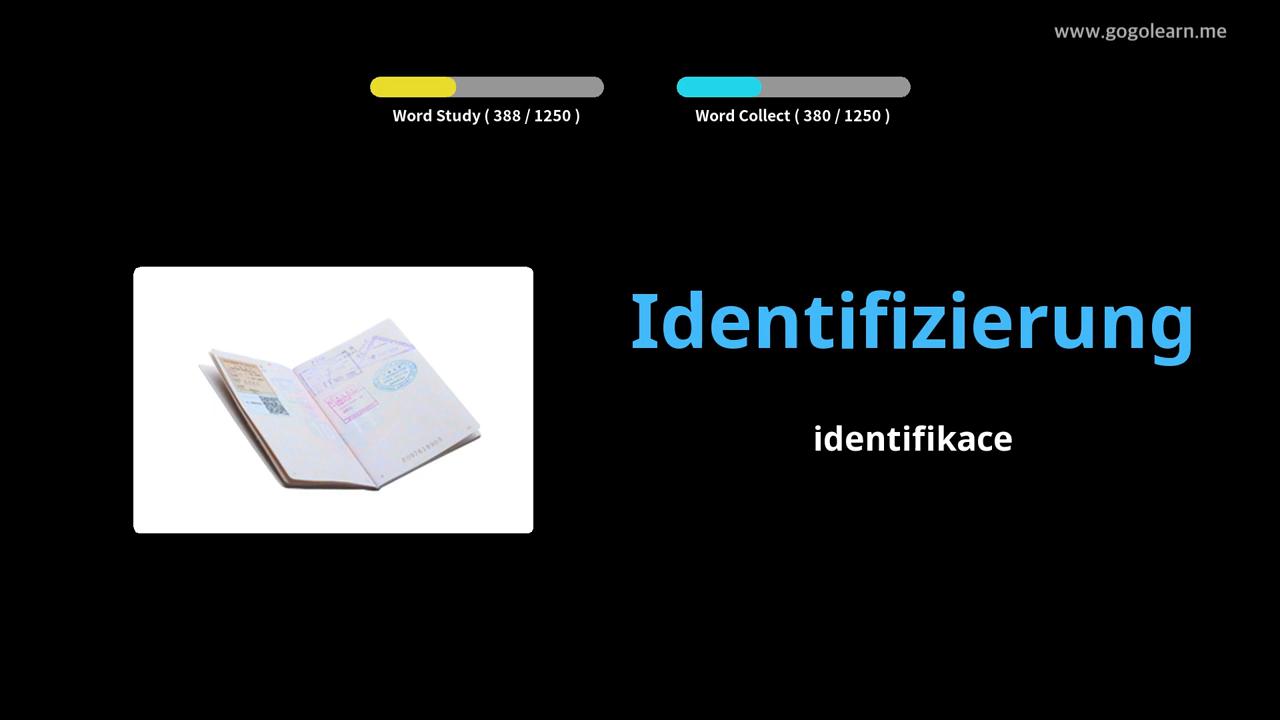 www.gogolearn.me
Word Study ( 388 / 1250 )
Word Collect ( 380 / 1250 )
Identifizierung
identifikace